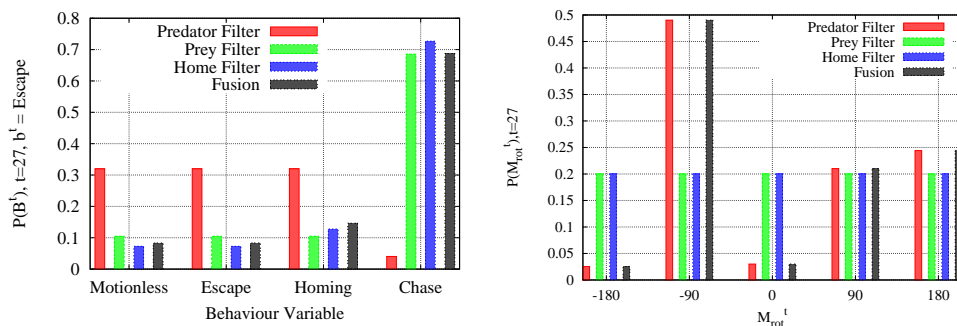 Predator Filter
Prey Filter
Home Filter
Fusion
P(B^t), t=27, b^t = Escape
0.8
0.7
0.6
0.5
0.4
0.3
0.2
0.1
0
Motionless
Escape
Homing
Chase
Behaviour Variable
Predator Filter
Prey Filter
Home Filter
Fusion
P(M_rot^t),t=27
0.5
0.45
0.4
0.35
0.3
0.25
0.2
0.15
0.1
0.05
0
-180
-90
0
90
180
M_rot^t